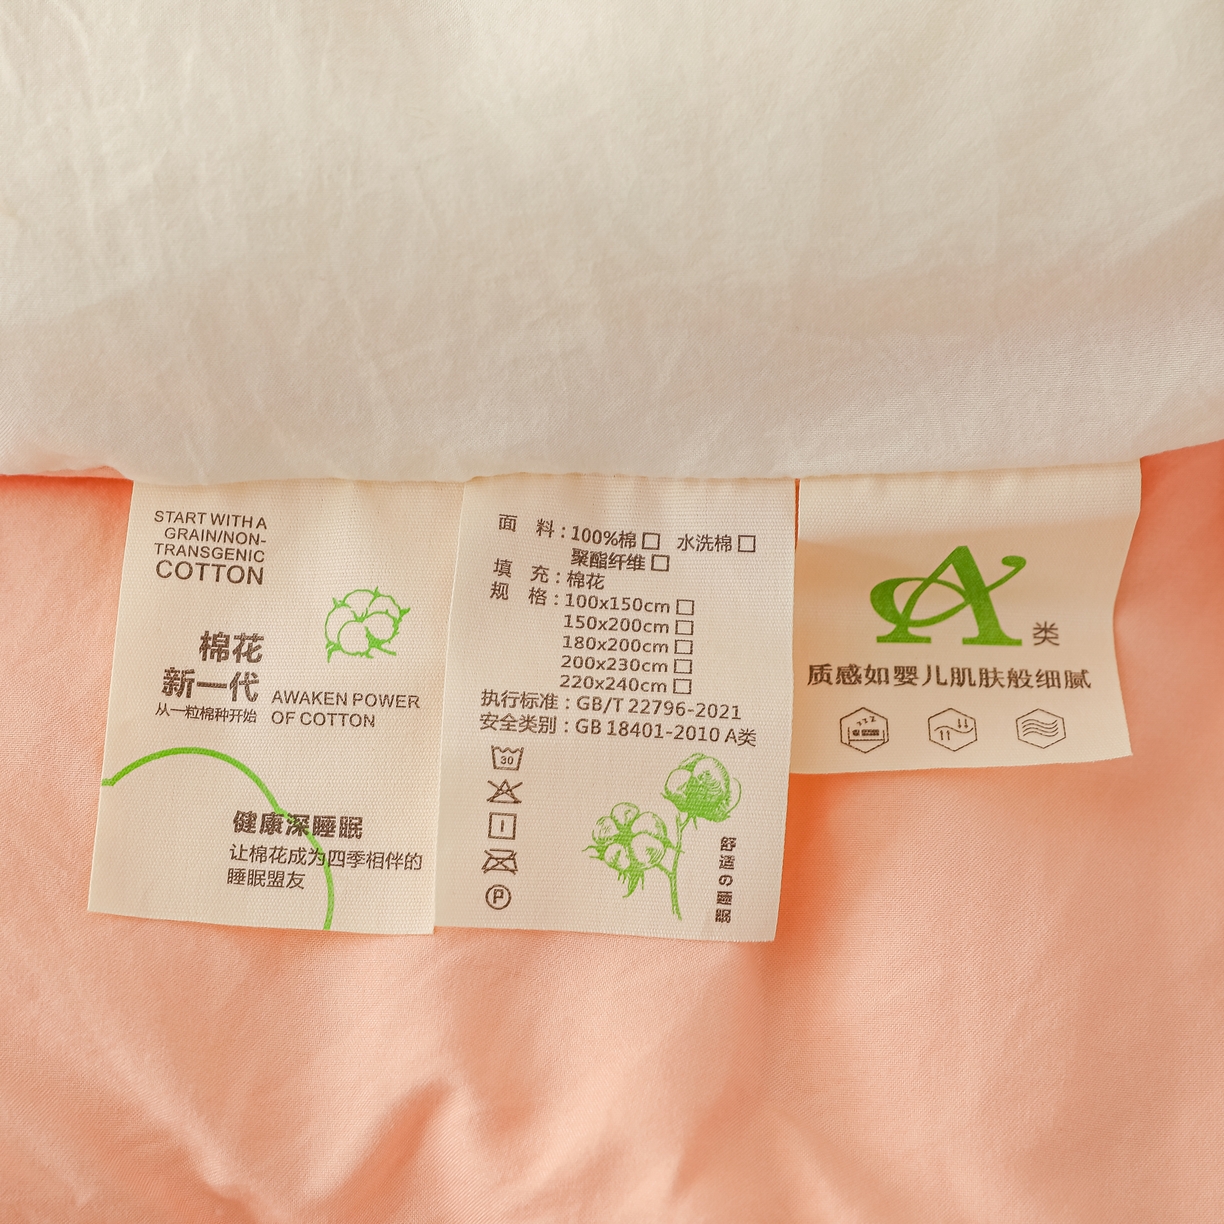 START WITH A
GRAIN/NON-
TRANSGENIC
COTTON
棉花
新一代
从一粒棉种开始
AWAKEN POWER
OF COTTON
健康深睡眠
让棉花成为四季相伴的
睡眠盟友
面 料：100%棉□ 水洗棉□
聚酯纤维□
填 充：棉花
规 格：100x150cm□
150x200cm□
180x200cm□
200x230cm□
220x240cm□
执行标准：GB/T 22796-2021
安全类别：GB 18401-2010 A类
30
P
舒适の睡眠
A类
质感如婴儿肌肤般细腻
zzz